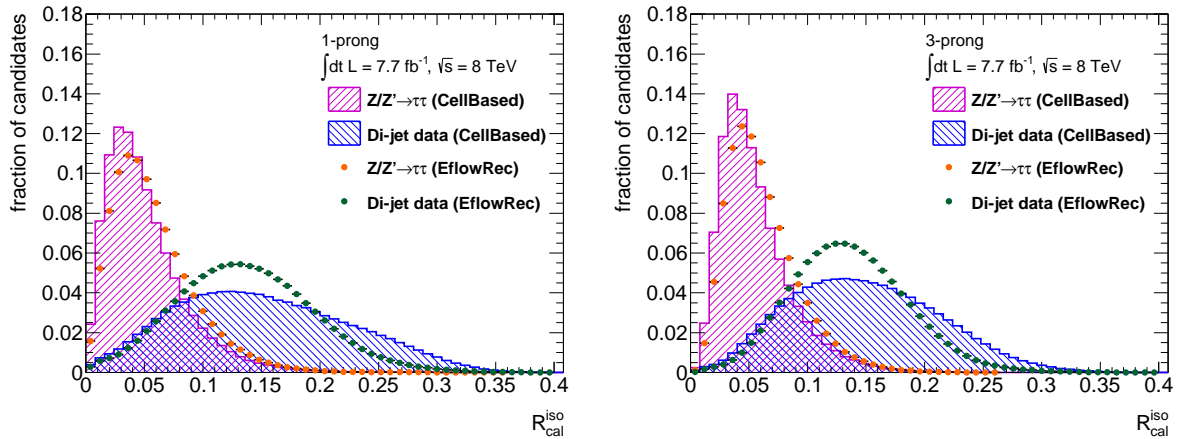 fraction of candidates
0.18
0.16
0.14
0.12
0.10
0.08
0.06
0.04
0.02
0.00
1-prong
∫dt L = 7.7 fb⁻¹, √s = 8 TeV
Z/Z'→ττ (CellBased)
Di-jet data (CellBased)
Z/Z'→ττ (EflowRec)
Di-jet data (EflowRec)
0 0.05 0.1 0.15 0.2 0.25 0.3 0.35 0.4
R_cal^iso
fraction of candidates
0.18
0.16
0.14
0.12
0.10
0.08
0.06
0.04
0.02
0.00
3-prong
∫dt L = 7.7 fb⁻¹, √s = 8 TeV
Z/Z'→ττ (CellBased)
Di-jet data (CellBased)
Z/Z'→ττ (EflowRec)
Di-jet data (EflowRec)
0 0.05 0.1 0.15 0.2 0.25 0.3 0.35 0.4
R_cal^iso